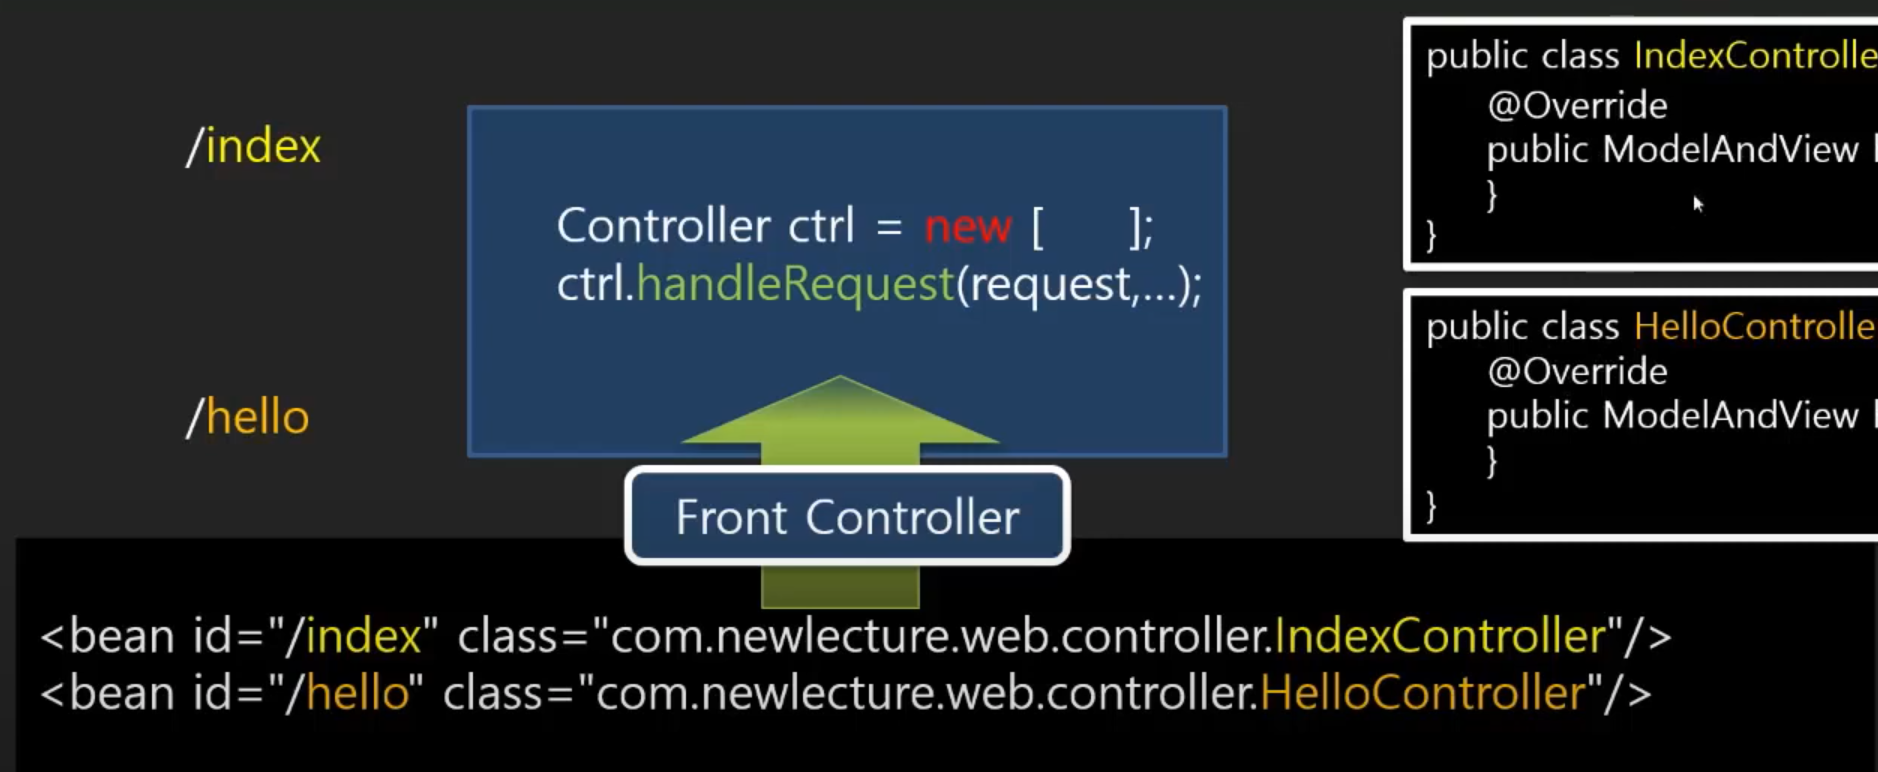 /index
/hello
Controller ctrl = new [ ];
ctrl.handleRequest(request,...);
Front Controller
public class
@Override
public ModelAndView
}
}
public class
@Override
public ModelAndView
}
}
<bean id="/index" class="com.newlecture.web.controller.IndexController"/>
<bean id="/hello" class="com.newlecture.web.controller.HelloController"/>